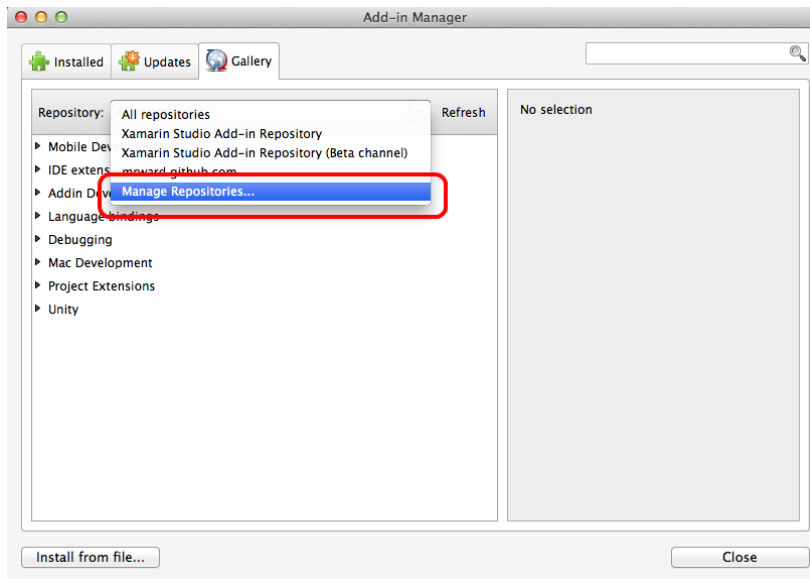 Add-in Manager
Installed
Updates
Gallery
Repository:
All repositories
Xamarin Studio Add-in Repository
Xamarin Studio Add-in Repository (Beta channel)
mrward.github.com
Manage Repositories...
Refresh
No selection
Mobile Dev
IDE extens
Addin Dev
Language bindings
Debugging
Mac Development
Project Extensions
Unity
Install from file...
Close